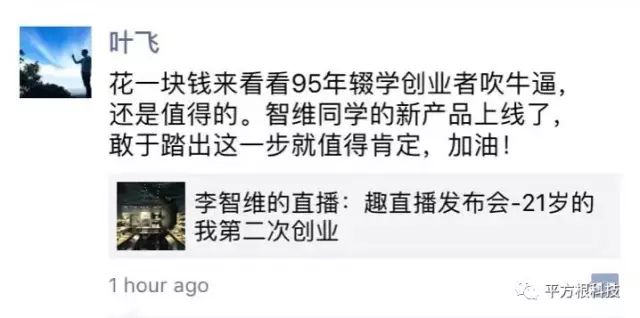 叶飞
花一块钱来看看95年辍学创业者吹牛逼，
还是值得的。智维同学的新产品上线了，
敢于踏出这一步就值得肯定，加油！
李智维的直播：趣直播发布会-21岁的
我第二次创业
1 hour ago
平方根科技